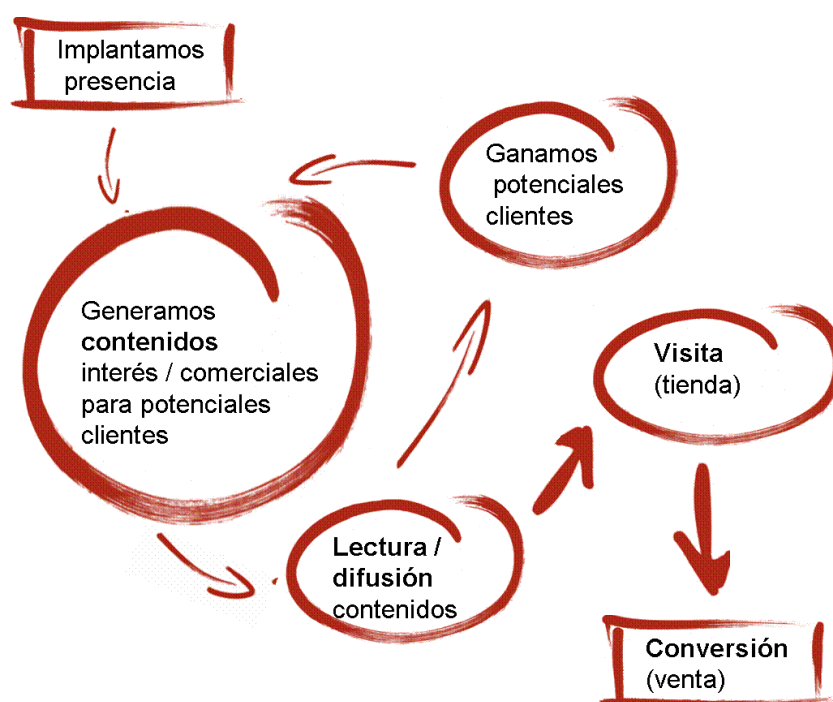 Implantamos
presencia
Ganamos
potenciales
clientes
Generamos
contenidos
interés / comerciales
para potenciales
clientes
Visita
(tienda)
Lectura /
difusión
contenidos
Conversión
(venta)